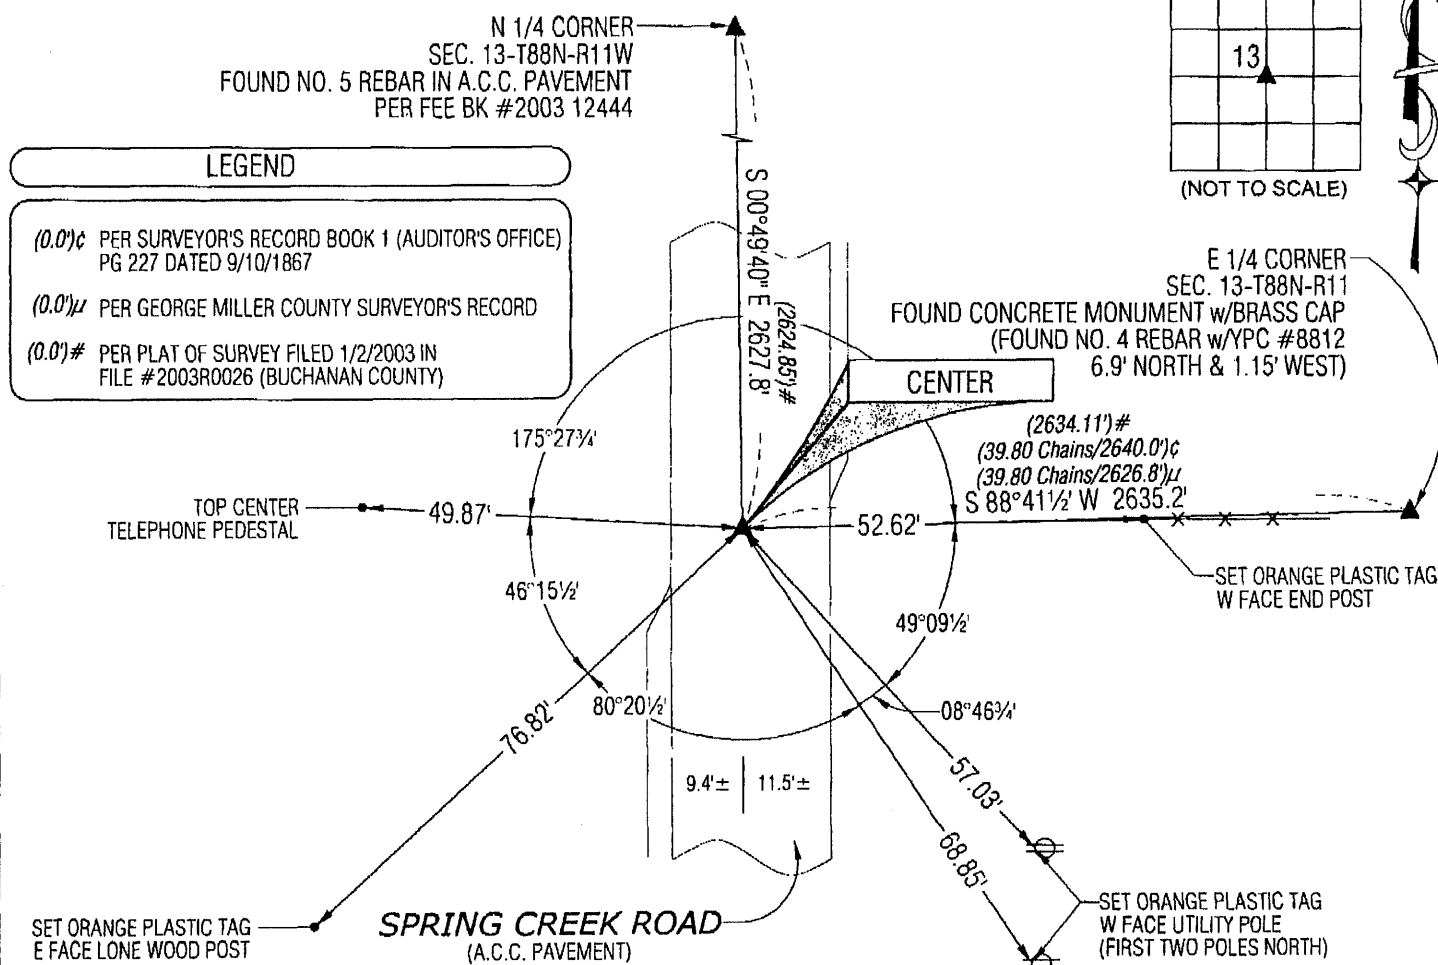 N 1/4 CORNER
SEC. 13-T88N-R11W
FOUND NO. 5 REBAR IN A.C.C. PAVEMENT
PER FEE BK #2003 12444
13
(NOT TO SCALE)
LEGEND
(0.0')¢ PER SURVEYOR'S RECORD BOOK 1 (AUDITOR'S OFFICE)
PG 227 DATED 9/10/1867
(0.0')µ PER GEORGE MILLER COUNTY SURVEYOR'S RECORD
(0.0')# PER PLAT OF SURVEY FILED 1/2/2003 IN
FILE #2003R0026 (BUCHANAN COUNTY)
S 00°49'40" E 2627.8'
(2624.85')#
E 1/4 CORNER
SEC. 13-T88N-R11
FOUND CONCRETE MONUMENT w/BRASS CAP
(FOUND NO. 4 REBAR w/YPC #8812
6.9' NORTH & 1.15' WEST)
CENTER
(2634.11')#
(39.80 Chains/2640.0')¢
(39.80 Chains/2626.8')µ
S 88°41½' W 2635.2'
175°27¾'
TOP CENTER
TELEPHONE PEDESTAL
49.87'
52.62'
SET ORANGE PLASTIC TAG
W FACE END POST
46°15½'
49°09½'
80°20½'
08°46¾'
76.82'
57.03'
68.85'
9.4'± 11.5'±
SET ORANGE PLASTIC TAG
E FACE LONE WOOD POST
SPRING CREEK ROAD
(A.C.C. PAVEMENT)
SET ORANGE PLASTIC TAG
W FACE UTILITY POLE
(FIRST TWO POLES NORTH)